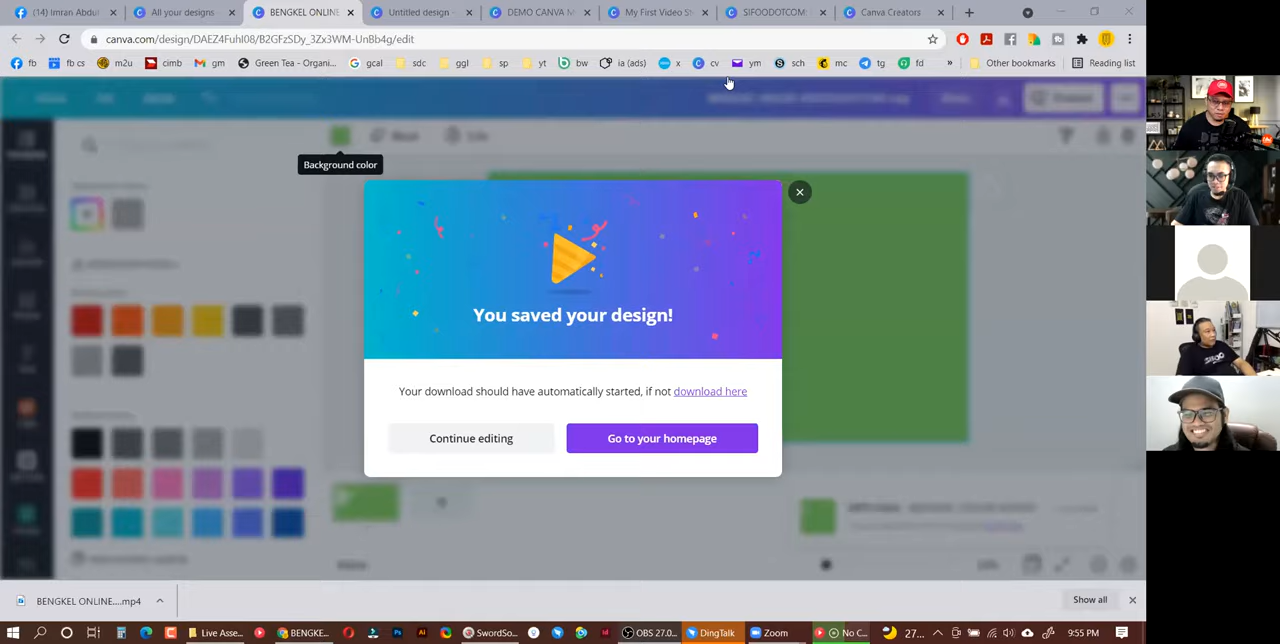 (14) Imran Abdul
All your designs -
BENGKEL ONLINE
Untitled design -
DEMO CANVA M
My First Video St
SIFOODOTCOM:
Canva Creators
canva.com/design/DAEZ4FuhI08/B2GFzSDy_3Zx3WM-UnBb4g/edit
fb
fb cs
m2u
cimb
gm
Green Tea - Organi...
gcal
sdc
ggl
sp
yt
bw
ia (ads)
x
cv
ym
sch
mc
tg
fd
»
Other bookmarks
Reading list
Background color
You saved your design!
Your download should have automatically started, if not download here
Continue editing
Go to your homepage
BENGKEL ONLINE....mp4
Show all
Live Asse...
BENGKE...
SwordSo...
OBS 27.0...
DingTalk
Zoom
No C...
27...
9:55 PM